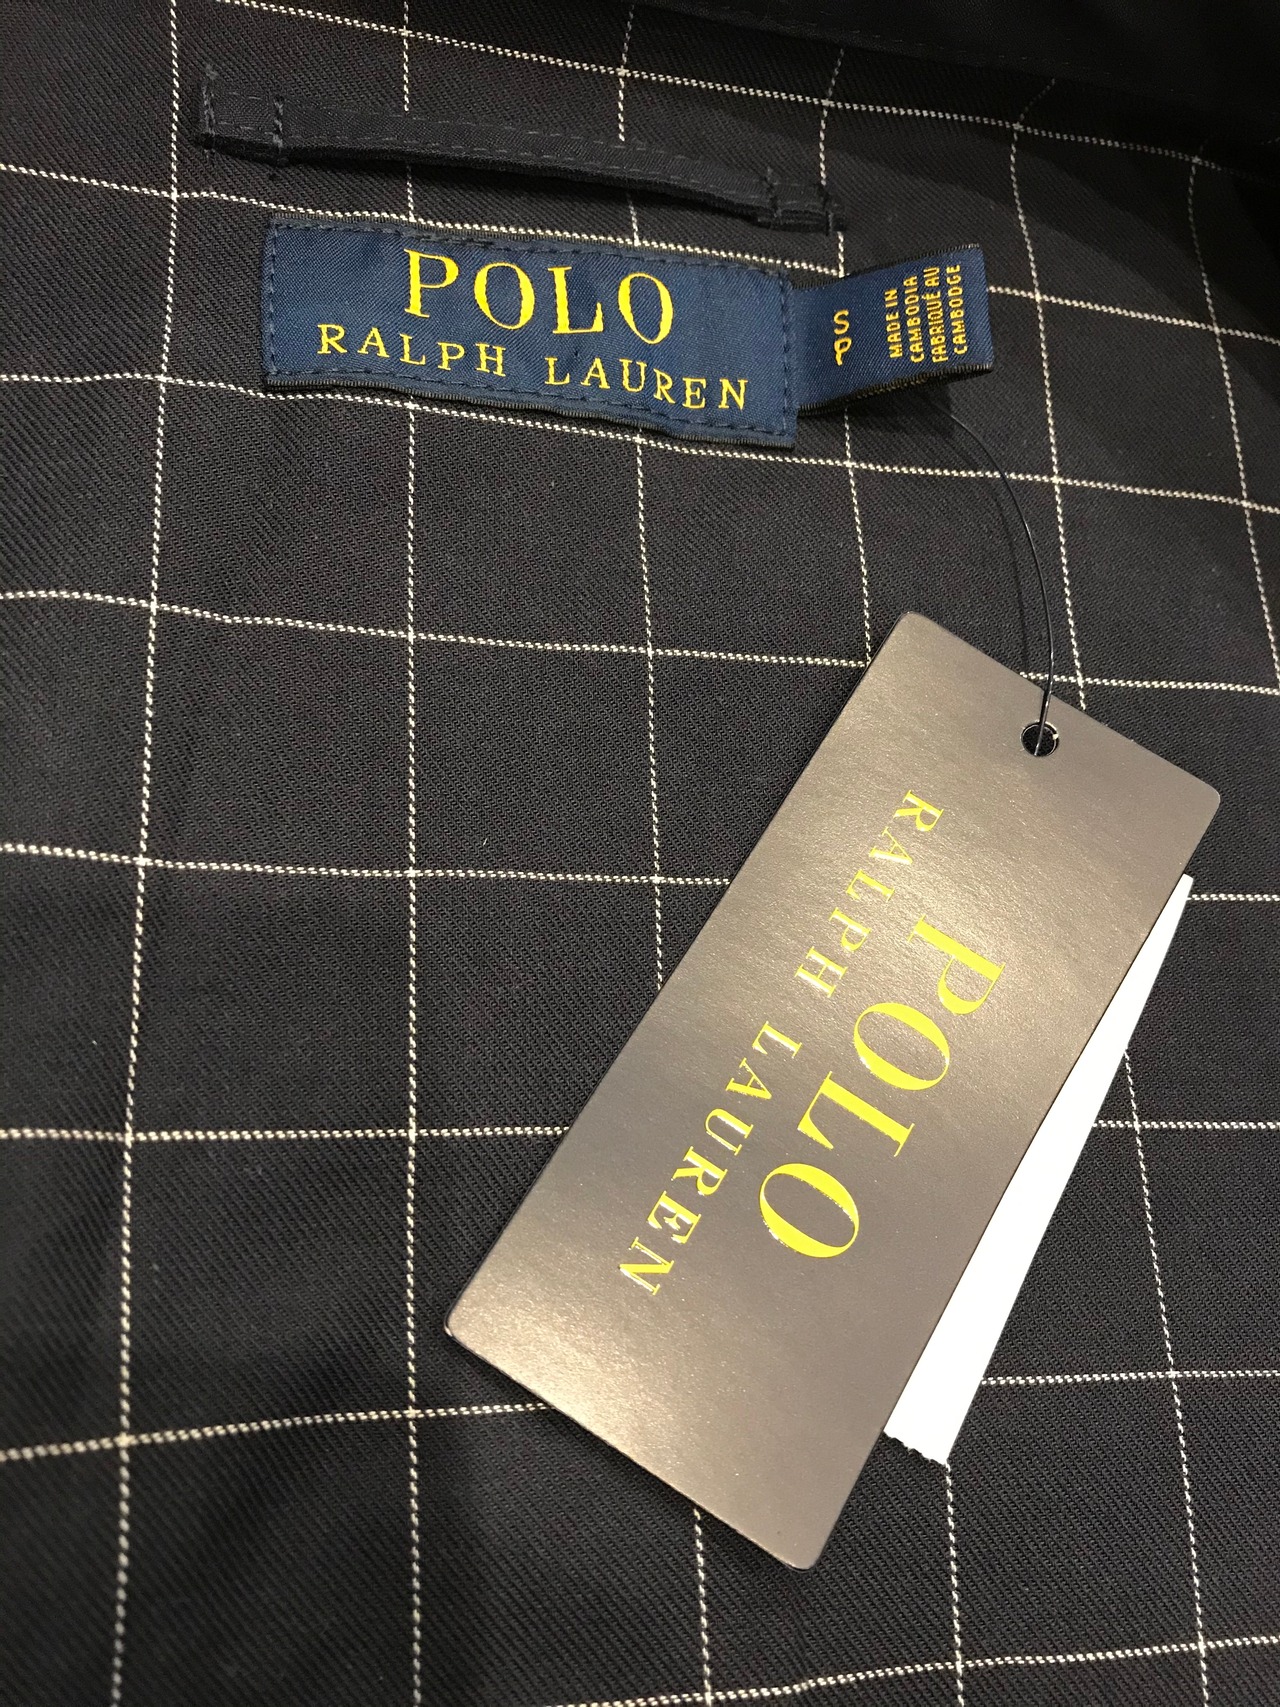 POLO
RALPH LAUREN
S
P
MADE IN
CAMBODIA
FABRIQUÉ AU
CAMBODGE
POLO
RALPH LAUREN